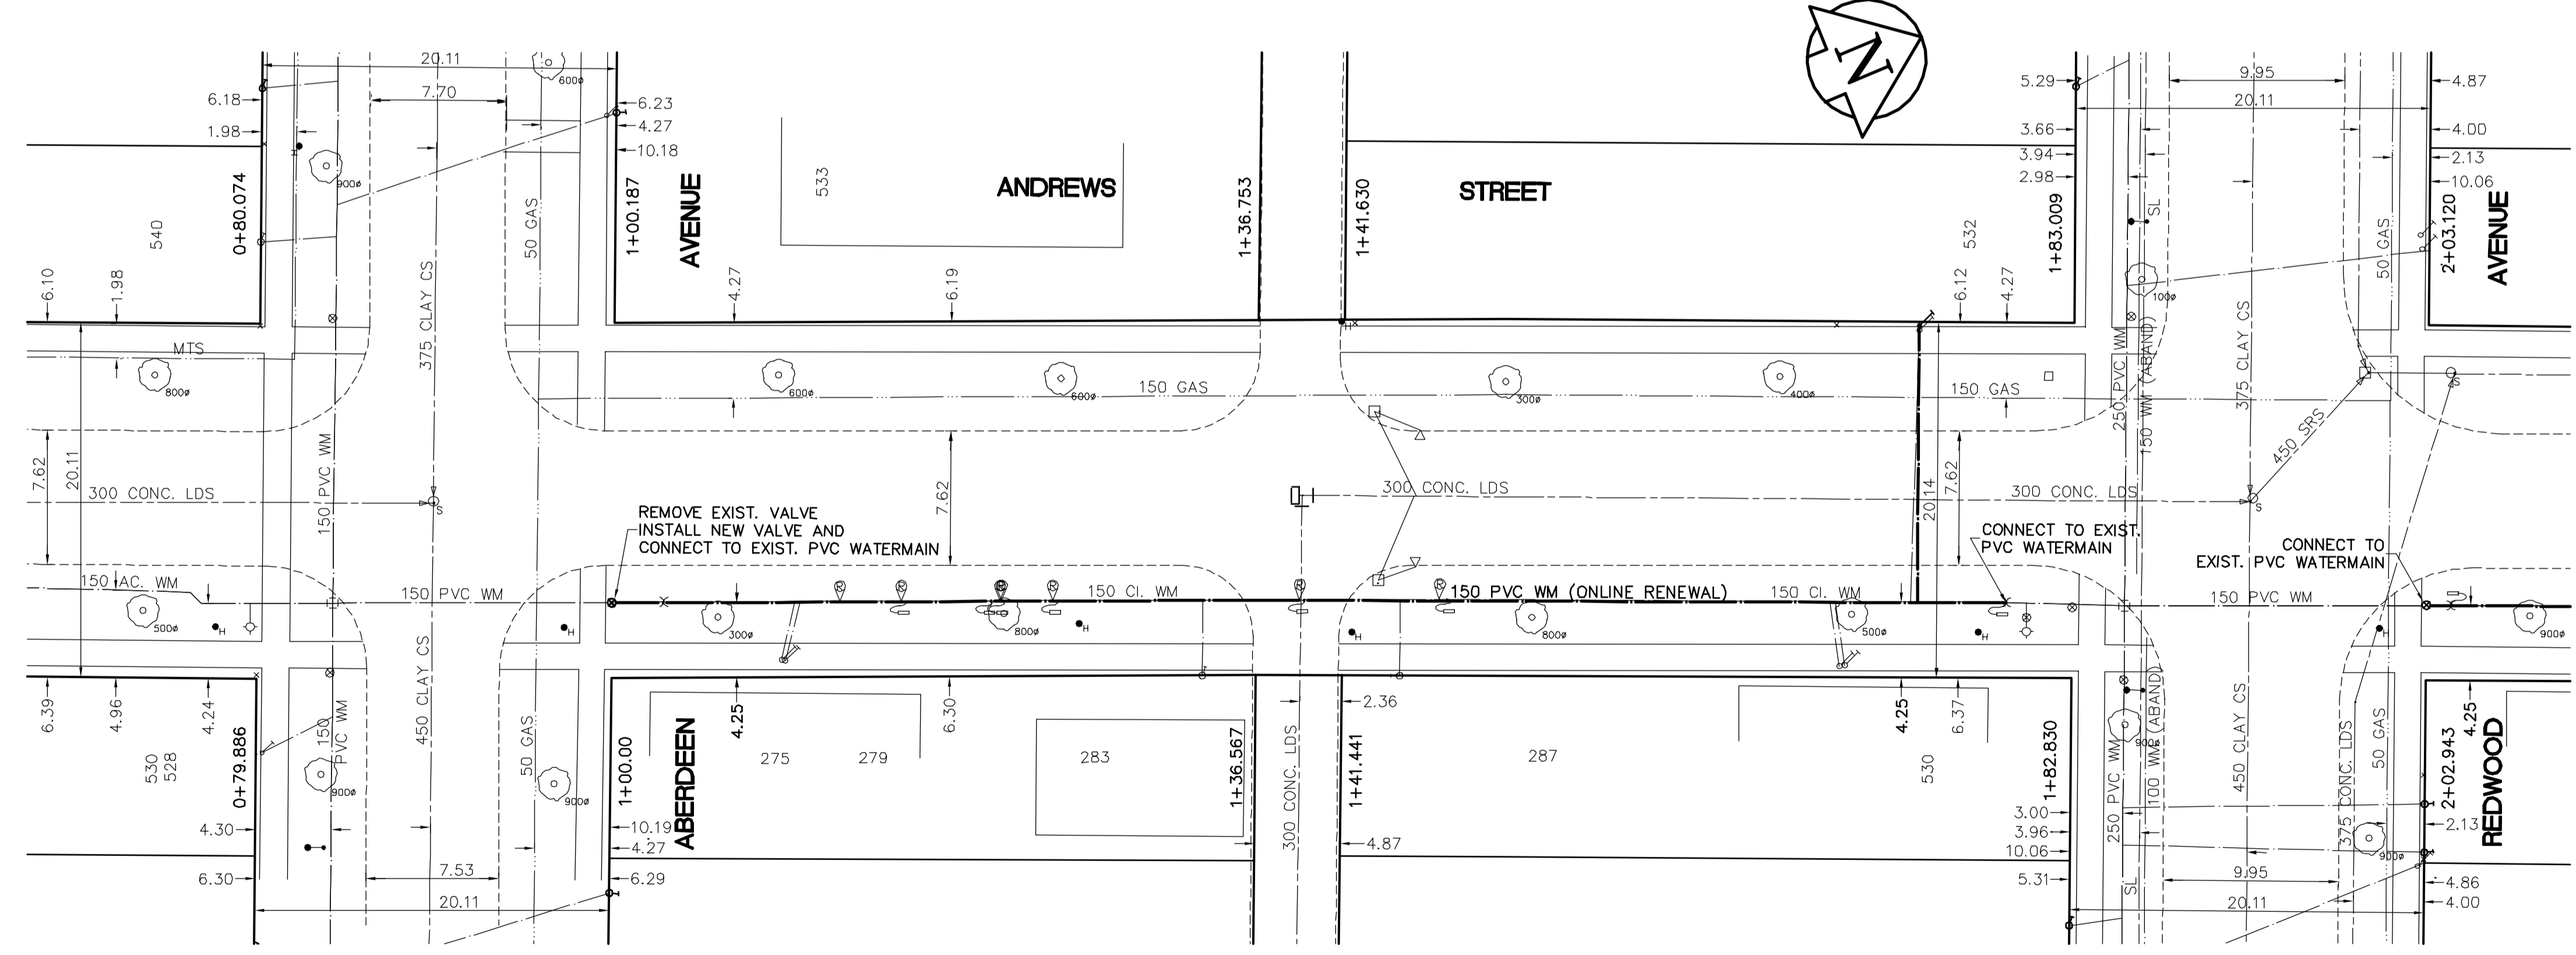 20.11
7.70
6.18
1.98
600ø
6.23
4.27
10.18
H
900ø
540
0+80.074
50 GAS
1+00.187
AVENUE
533
ANDREWS
1+36.753
1+41.630
STREET
N
5.29
3.66
3.94
2.98
532
1+83.009
SL
9.95
20.11
4.87
4.00
2.13
10.06
50 GAS
2+03.120
AVENUE
6.10
1.98
375 CLAY CS
4.27
6.19
6.12
4.27
100ø
375 CLAY CS
MTS
800ø
600ø
600ø
150 GAS
H
300ø
400ø
150 GAS
250 PVC WM
150 WM (ABAND)
S
7.62
20.11
300 CONC. LDS
150 PVC WM
S
7.62
300 CONC. LDS
20.14
7.62
300 CONC. LDS
450 SRS
S
REMOVE EXIST. VALVE
INSTALL NEW VALVE AND
CONNECT TO EXIST. PVC WATERMAIN
CONNECT TO EXIST.
PVC WATERMAIN
CONNECT TO
EXIST. PVC WATERMAIN
150 AC. WM
150 PVC WM
R
R
R
R
R
R
150 CI. WM
150 PVC WM (ONLINE RENEWAL)
150 CI. WM
150 PVC WM
500ø
H
H
300ø
800ø
H
H
800ø
500ø
H
H
900ø
6.39
4.96
4.24
450 CLAY CS
4.25
6.30
2.36
4.25
6.37
4.25
530
528
0+79.886
150
PVC WM
900ø
50 GAS
900ø
1+00.00
ABERDEEN
275
279
283
1+36.567
300 CONC. LDS
1+41.441
287
530
1+82.830
250 PVC WM
900ø
100 WM (ABAND)
450 CLAY CS
375 CONC. LDS
50 GAS
2+02.943
REDWOOD
4.30
10.19
4.27
4.87
3.00
3.96
10.06
2.13
900ø
6.30
7.53
6.29
5.31
SL
9.95
4.86
20.11
20.11
4.00